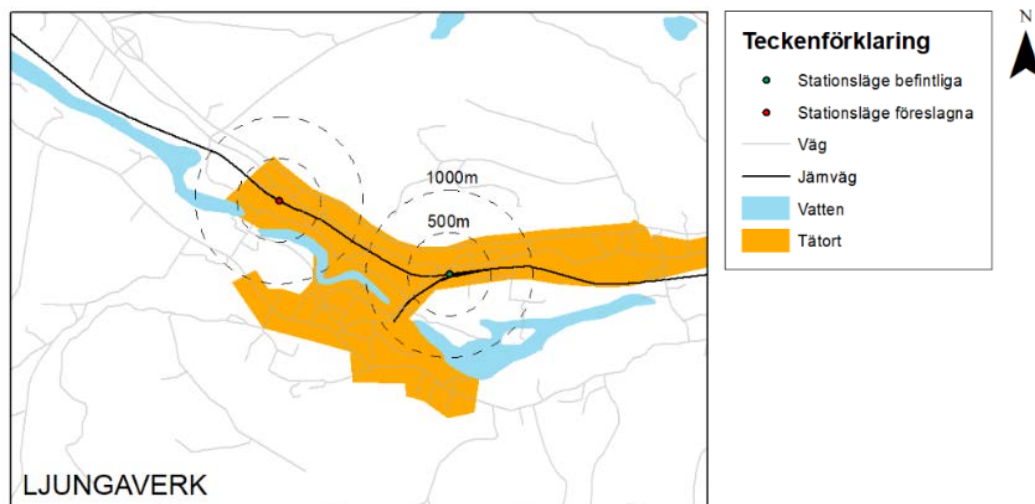 Teckenförklaring
Stationsläge befintliga
Stationsläge föreslagna
Väg
Järnväg
Vatten
Tätort
N
1000m
500m
LJUNGAVERK